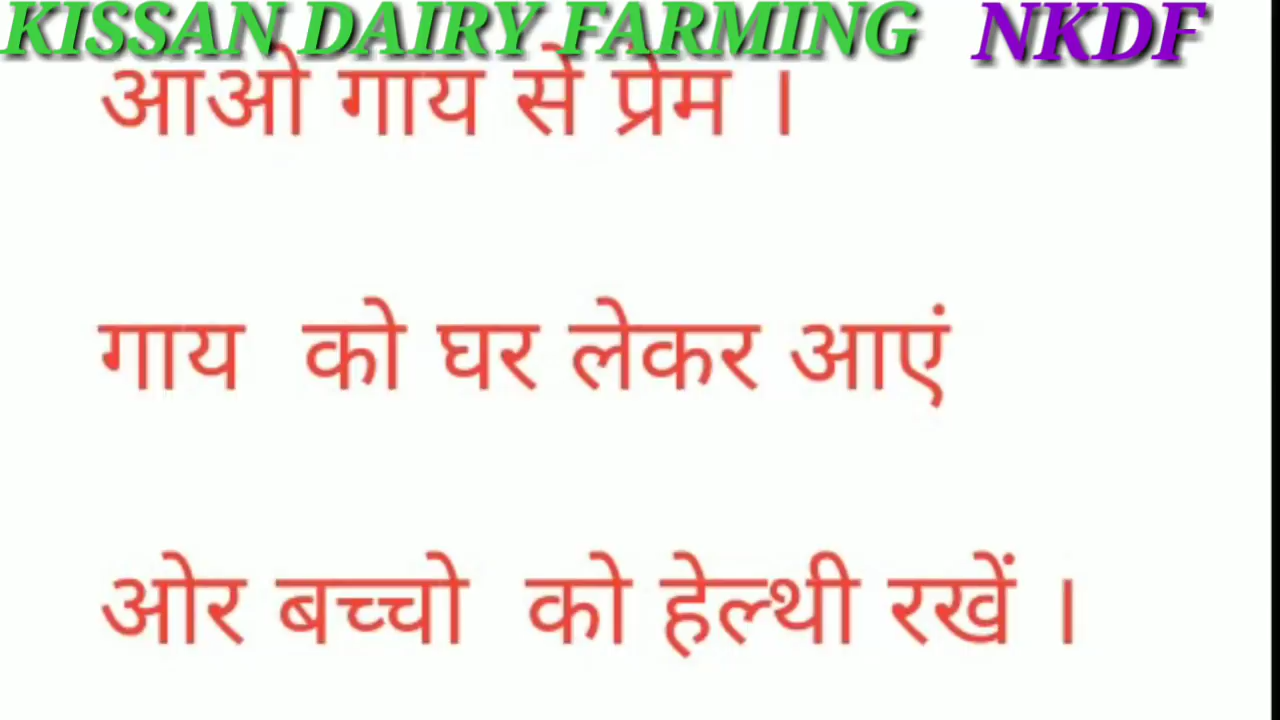 KISSAN DAIRY FARMING NKDF
आओ गाय से प्रेम ।
गाय को घर लेकर आएं
ओर बच्चो को हेल्थी रखें ।